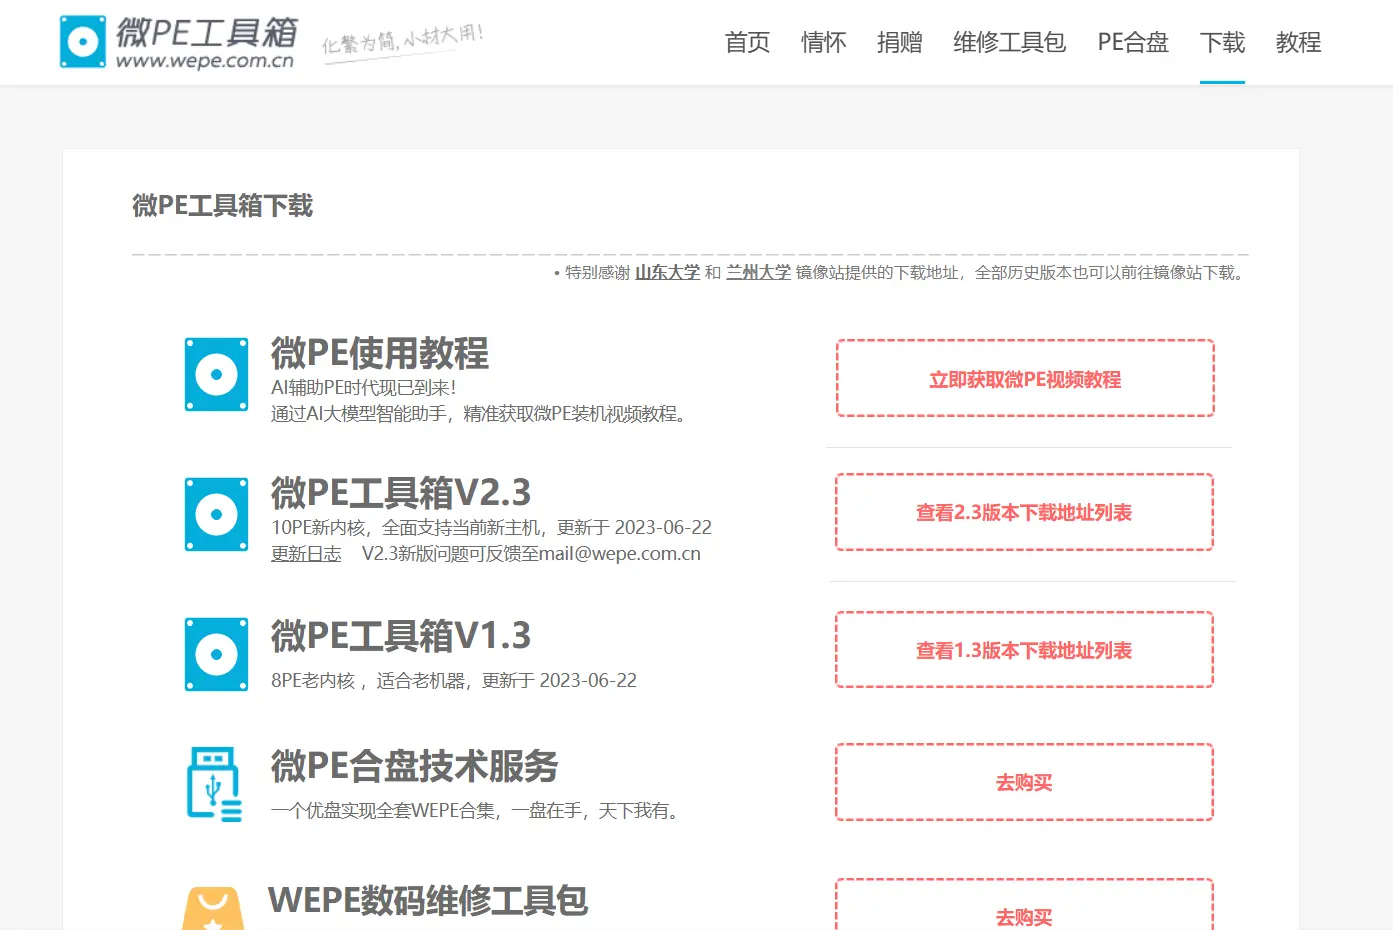 微PE工具箱
www.wepe.com.cn
化繁为简,小材大用!
首页 情怀 捐赠 维修工具包 PE合盘 下载 教程
微PE工具箱下载
• 特别感谢 山东大学 和 兰州大学 镜像站提供的下载地址，全部历史版本也可以前往镜像站下载。
微PE使用教程
AI辅助PE时代现已到来！
通过AI大模型智能助手，精准获取微PE装机视频教程。
立即获取微PE视频教程
微PE工具箱V2.3
10PE新内核，全面支持当前新主机，更新于 2023-06-22
更新日志 V2.3新版问题可反馈至mail@wepe.com.cn
查看2.3版本下载地址列表
微PE工具箱V1.3
8PE老内核 ，适合老机器，更新于 2023-06-22
查看1.3版本下载地址列表
微PE合盘技术服务
一个优盘实现全套WEPE合集，一盘在手，天下我有。
去购买
WEPE数码维修工具包
去购买